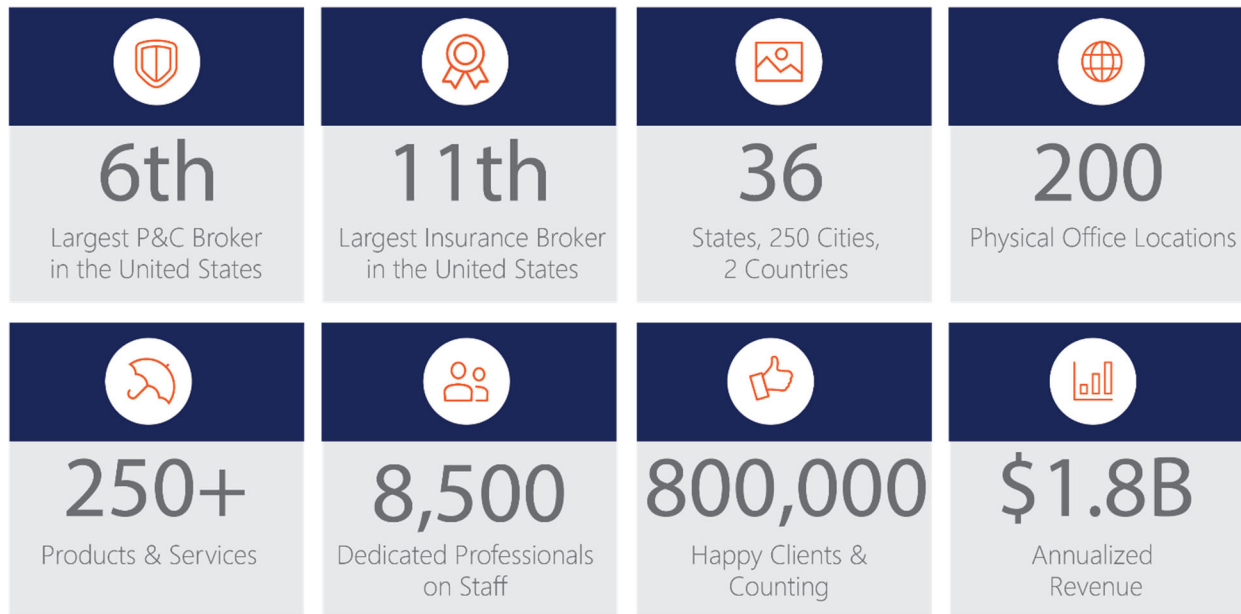 6th
Largest P&C Broker
in the United States
11th
Largest Insurance Broker
in the United States
36
States, 250 Cities,
2 Countries
200
Physical Office Locations
250+
Products & Services
8,500
Dedicated Professionals
on Staff
800,000
Happy Clients &
Counting
$1.8B
Annualized
Revenue